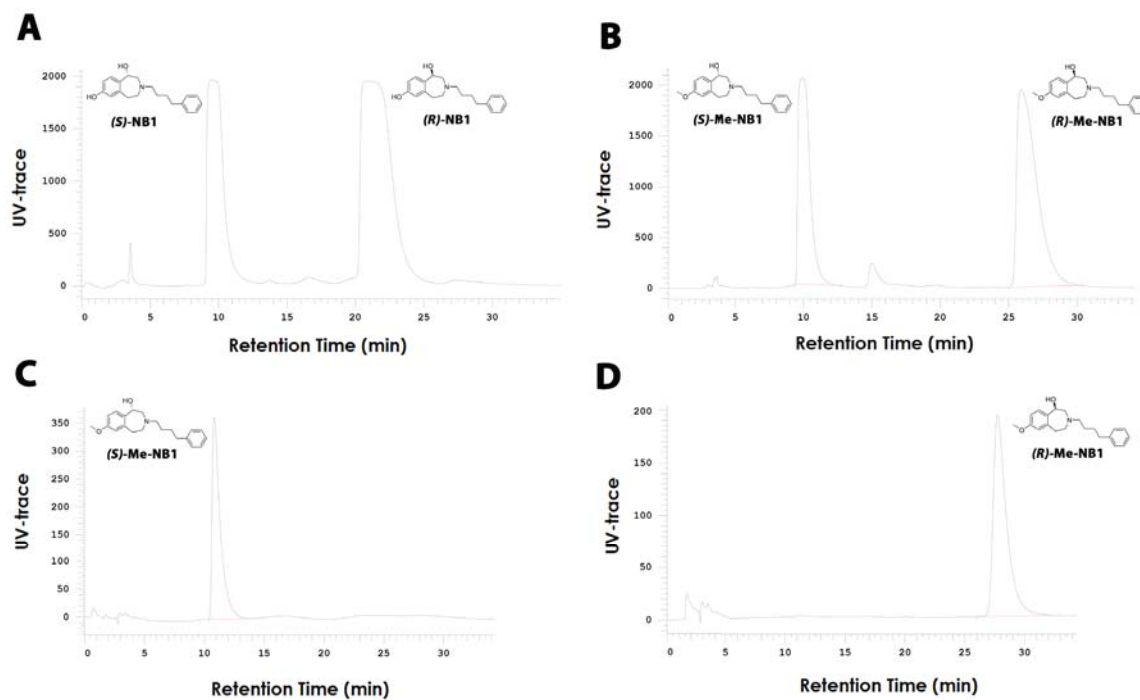 A
HO
HO
HO
HO
N
N
(S)-NB1
(R)-NB1
UV-trace
2000
1500
1000
500
0
0 5 10 15 20 25 30
Retention Time (min)
B
HO
HO
O
O
N
N
(S)-Me-NB1
(R)-Me-NB1
UV-trace
2000
1500
1000
500
0
0 5 10 15 20 25 30
Retention Time (min)
C
HO
O
N
(S)-Me-NB1
UV-trace
350
300
250
200
150
100
50
0
0 5 10 15 20 25 30
Retention Time (min)
D
HO
O
N
(R)-Me-NB1
UV-trace
200
150
100
50
0
0 5 10 15 20 25 30
Retention Time (min)